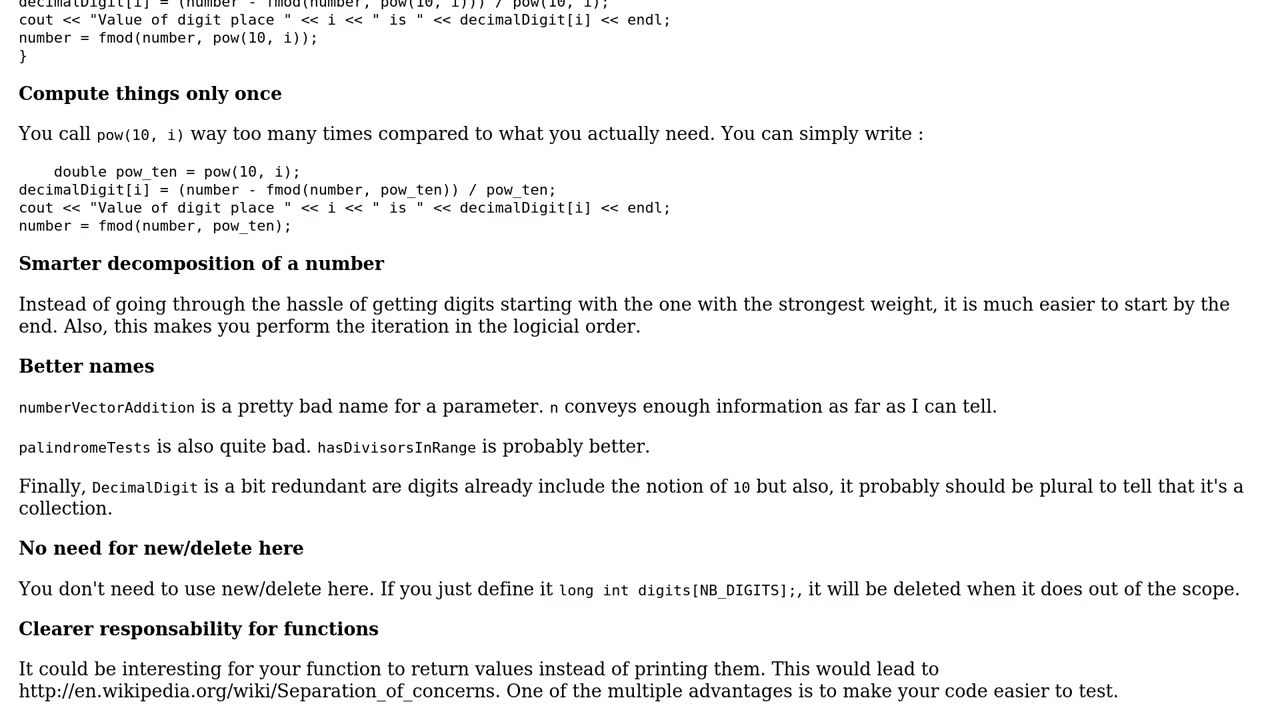 decimalDigit[i] = (number - fmod(number, pow(10, i))) / pow(10, i);
cout << "Value of digit place " << i << " is " << decimalDigit[i] << endl;
number = fmod(number, pow(10, i));
}
Compute things only once
You call pow(10, i) way too many times compared to what you actually need. You can simply write :
double pow_ten = pow(10, i);
decimalDigit[i] = (number - fmod(number, pow_ten)) / pow_ten;
cout << "Value of digit place " << i << " is " << decimalDigit[i] << endl;
number = fmod(number, pow_ten);
Smarter decomposition of a number
Instead of going through the hassle of getting digits starting with the one with the strongest weight, it is much easier to start by the
end. Also, this makes you perform the iteration in the logicial order.
Better names
numberVectorAddition is a pretty bad name for a parameter. n conveys enough information as far as I can tell.
palindromeTests is also quite bad. hasDivisorsInRange is probably better.
Finally, DecimalDigit is a bit redundant are digits already include the notion of 10 but also, it probably should be plural to tell that it's a
collection.
No need for new/delete here
You don't need to use new/delete here. If you just define it long int digits[NB_DIGITS];, it will be deleted when it does out of the scope.
Clearer responsability for functions
It could be interesting for your function to return values instead of printing them. This would lead to
http://en.wikipedia.org/wiki/Separation_of_concerns. One of the multiple advantages is to make your code easier to test.